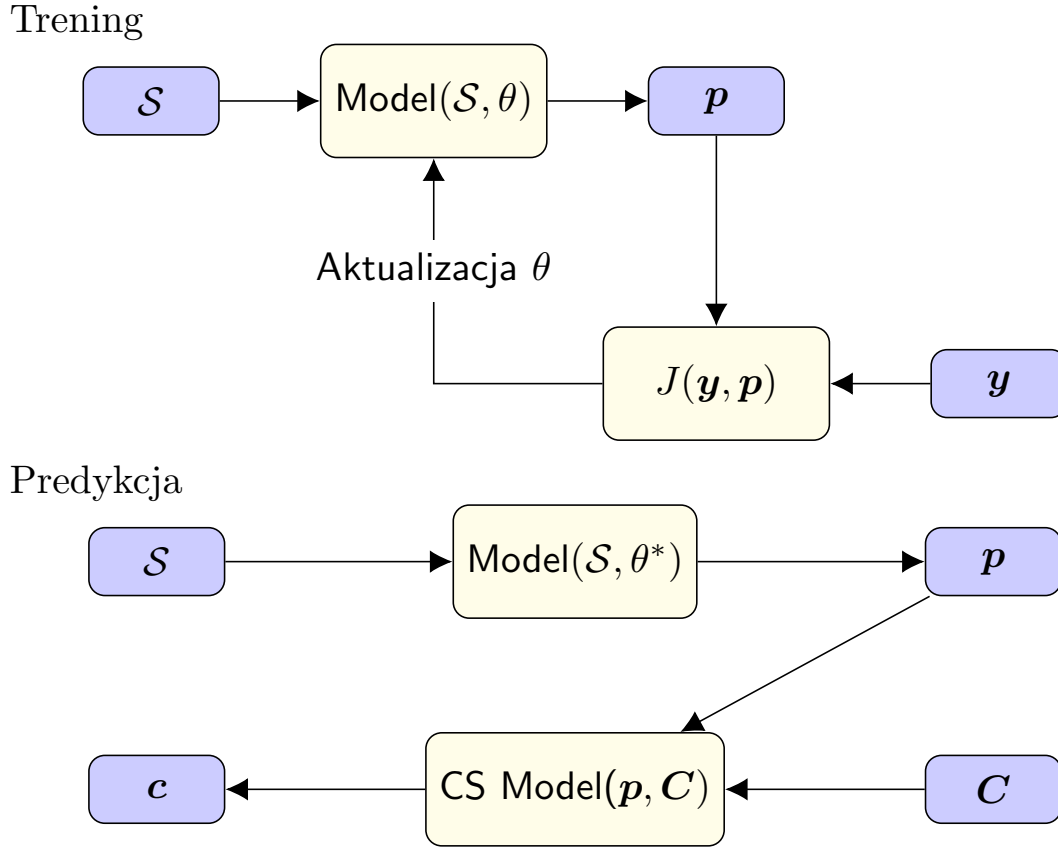 Trening
𝒮
Model(𝒮, θ)
p
Aktualizacja θ
J(y, p)
y
Predykcja
𝒮
Model(𝒮, θ*)
p
c
CS Model(p, C)
C